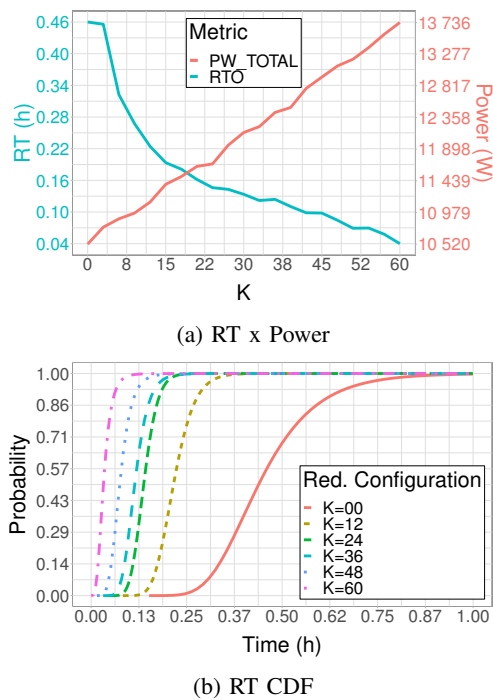 Metric
PW_TOTAL
RTO
RT (h)
0.46
0.40
0.34
0.28
0.22
0.16
0.10
0.04
13 736
13 277
12 817
12 358
11 898
11 439
10 979
10 520
Power (W)
0 8 15 22 30 38 45 52 60
K
(a) RT x Power
Probability
1.00
0.86
0.71
0.57
0.43
0.29
0.14
0.00
Red. Configuration
K=00
K=12
K=24
K=36
K=48
K=60
0.00 0.13 0.25 0.37 0.50 0.62 0.75 0.87 1.00
Time (h)
(b) RT CDF